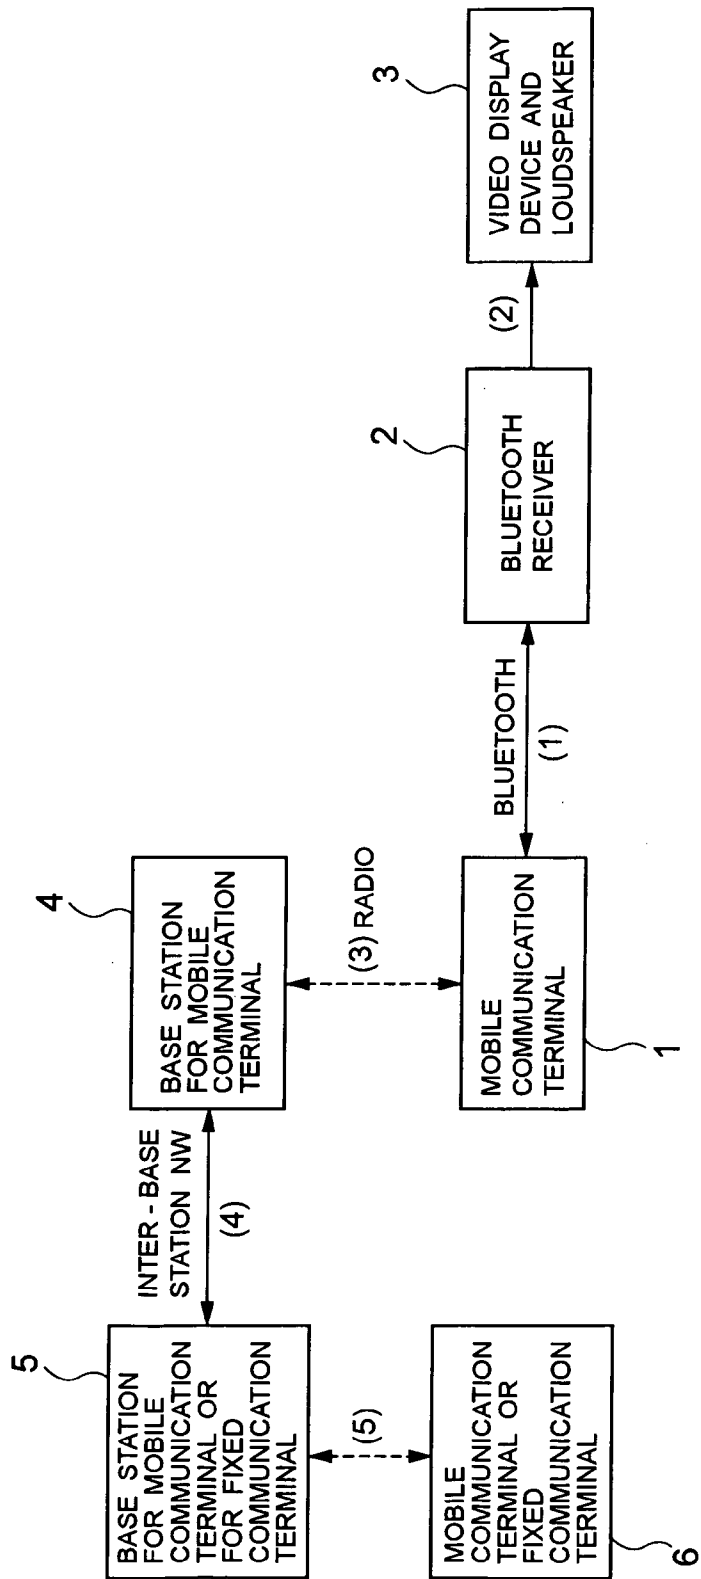 5
BASE STATION
FOR MOBILE
COMMUNICATION
TERMINAL OR
FOR FIXED
COMMUNICATION
TERMINAL
INTER - BASE
STATION NW
(4)
4
BASE STATION
FOR MOBILE
COMMUNICATION
TERMINAL
(5)
(3) RADIO
MOBILE
COMMUNICATION
TERMINAL OR
FIXED
COMMUNICATION
TERMINAL
6
MOBILE
COMMUNICATION
TERMINAL
1
BLUETOOTH
(1)
2
BLUETOOTH
RECEIVER
(2)
3
VIDEO DISPLAY
DEVICE AND
LOUDSPEAKER